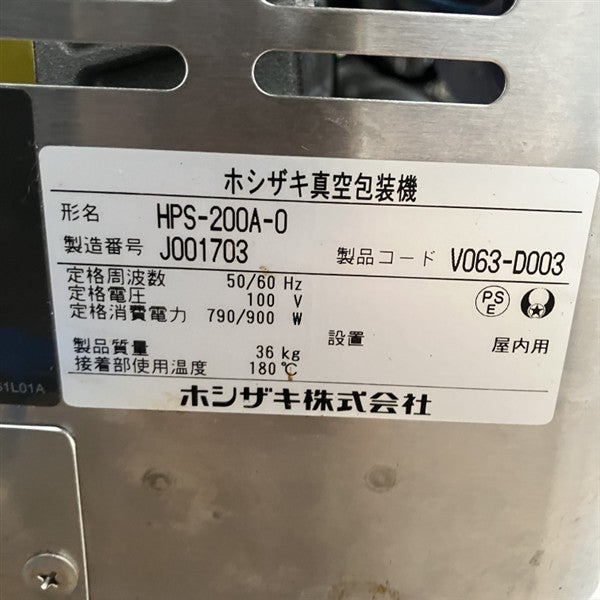 ホシザキ真空包装機
形名 HPS-200A-0
製造番号 J001703 製品コード V063-D003
定格周波数 50/60 Hz
定格電圧 100 V
定格消費電力 790/900 W
PS
E
設置 屋内用
製品質量 36 kg
接着部使用温度 180℃
ホシザキ株式会社
61L01A